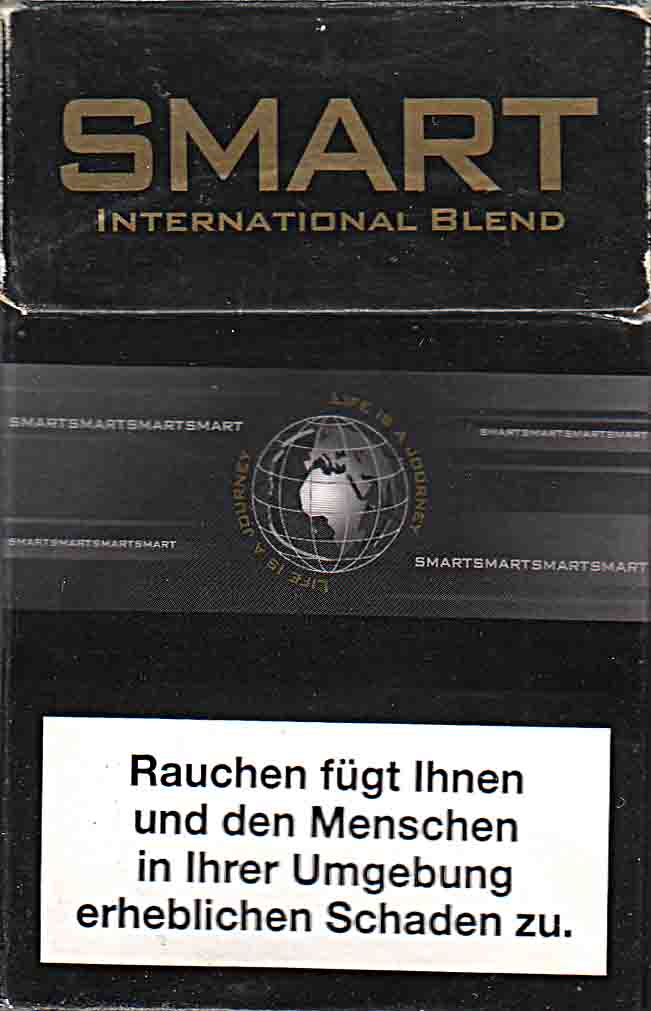 SMART
INTERNATIONAL BLEND
LIFE IS A JOURNEY
SMARTSMARTSMARTSMART
SMARTSMARTSMARTSMART
LIFE IS A JOURNEY
SMARTSMARTSMARTSMART
SMARTSMARTSMARTSMART
Rauchen fügt Ihnen
und den Menschen
in Ihrer Umgebung
erheblichen Schaden zu.